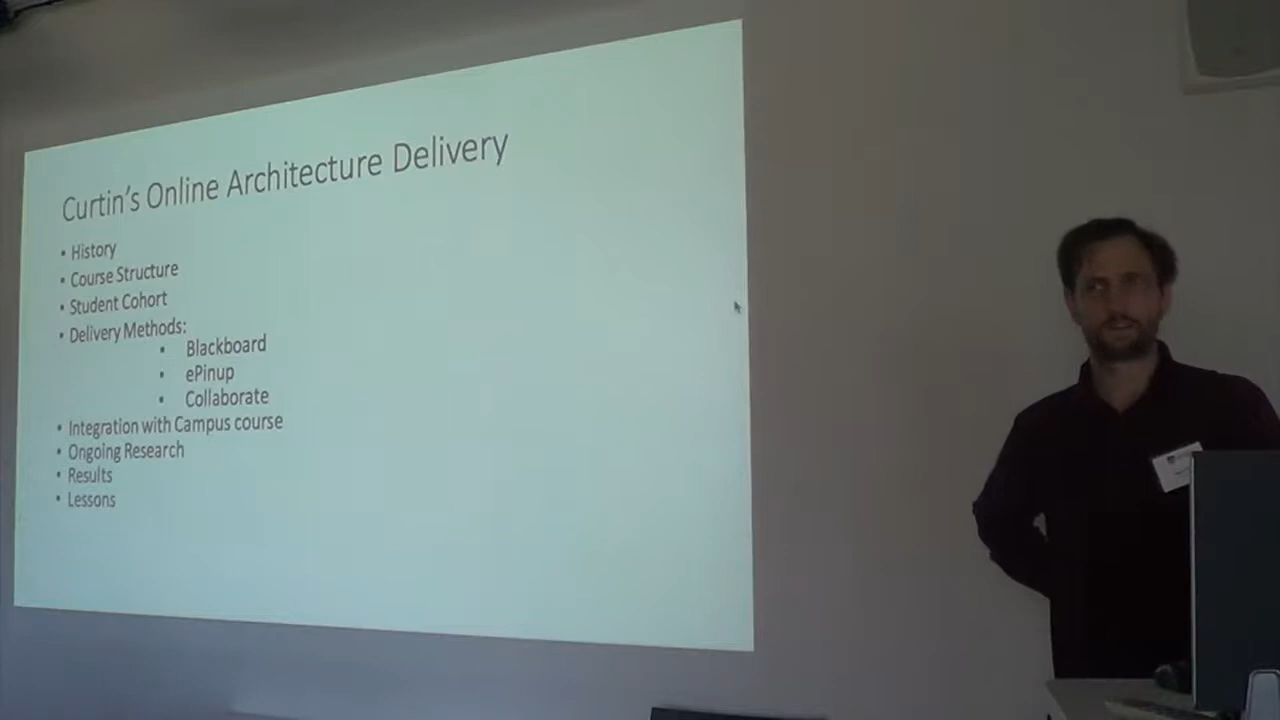 Curtin's Online Architecture Delivery
• History
• Course Structure
• Student Cohort
• Delivery Methods:
• Blackboard
• ePinup
• Collaborate
• Integration with Campus course
• Ongoing Research
• Results
• Lessons